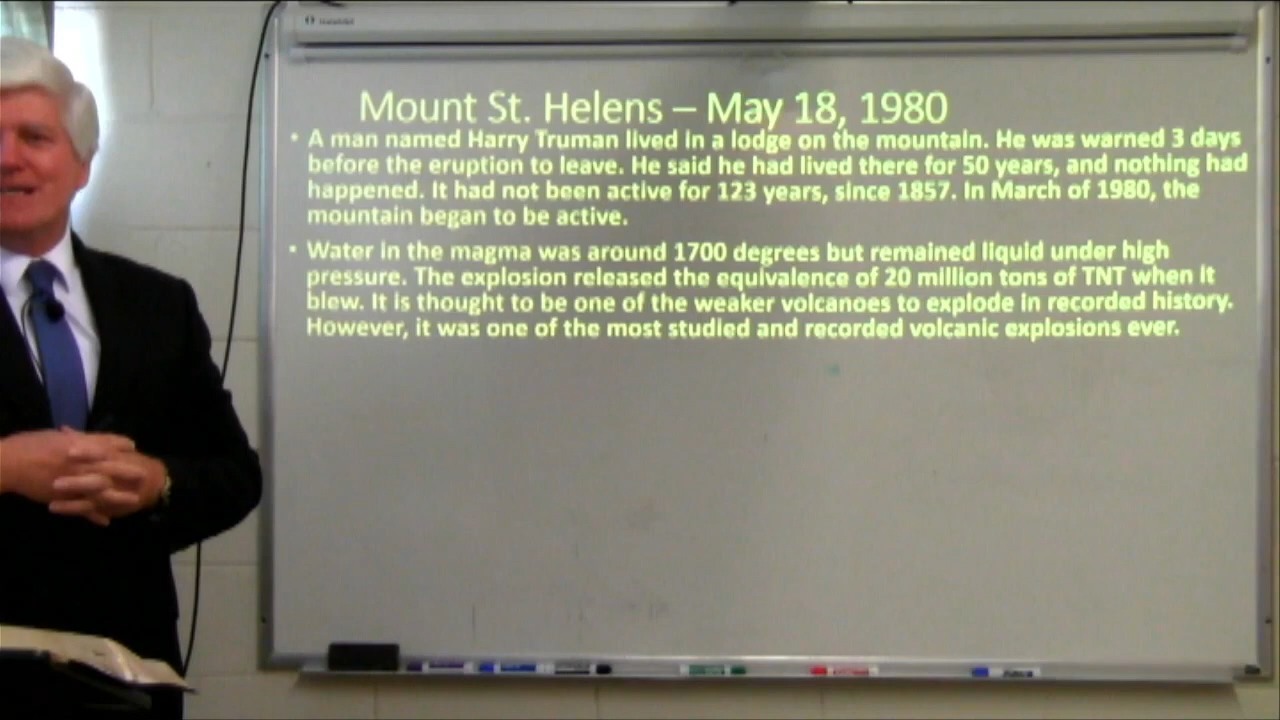 Mount St. Helens – May 18, 1980
• A man named Harry Truman lived in a lodge on the mountain. He was warned 3 days
before the eruption to leave. He said he had lived there for 50 years, and nothing had
happened. It had not been active for 123 years, since 1857. In March of 1980, the
mountain began to be active.
• Water in the magma was around 1700 degrees but remained liquid under high
pressure. The explosion released the equivalence of 20 million tons of TNT when it
blew. It is thought to be one of the weaker volcanoes to explode in recorded history.
However, it was one of the most studied and recorded volcanic explosions ever.